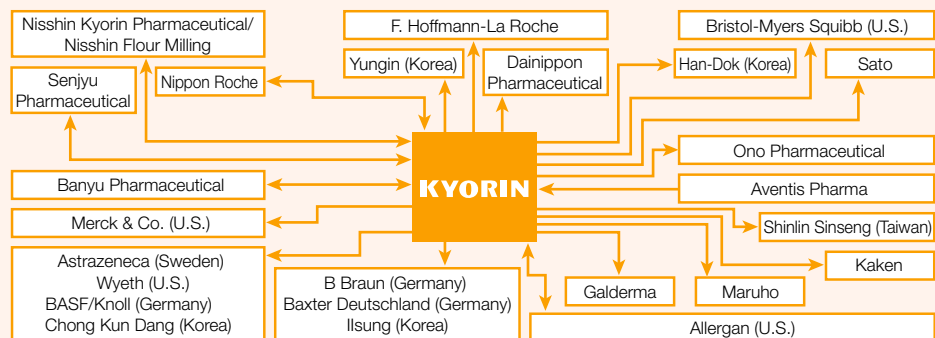 Nisshin Kyorin Pharmaceutical/
Nisshin Flour Milling
F. Hoffmann-La Roche
Bristol-Myers Squibb (U.S.)
Senjyu
Pharmaceutical
Nippon Roche
Yungin (Korea)
Dainippon
Pharmaceutical
Han-Dok (Korea)
Sato
Ono Pharmaceutical
Banyu Pharmaceutical
KYORIN
Aventis Pharma
Merck & Co. (U.S.)
Shinlin Sinseng (Taiwan)
Astrazeneca (Sweden)
Wyeth (U.S.)
BASF/Knoll (Germany)
Chong Kun Dang (Korea)
B Braun (Germany)
Baxter Deutschland (Germany)
Ilsung (Korea)
Galderma
Maruho
Kaken
Allergan (U.S.)